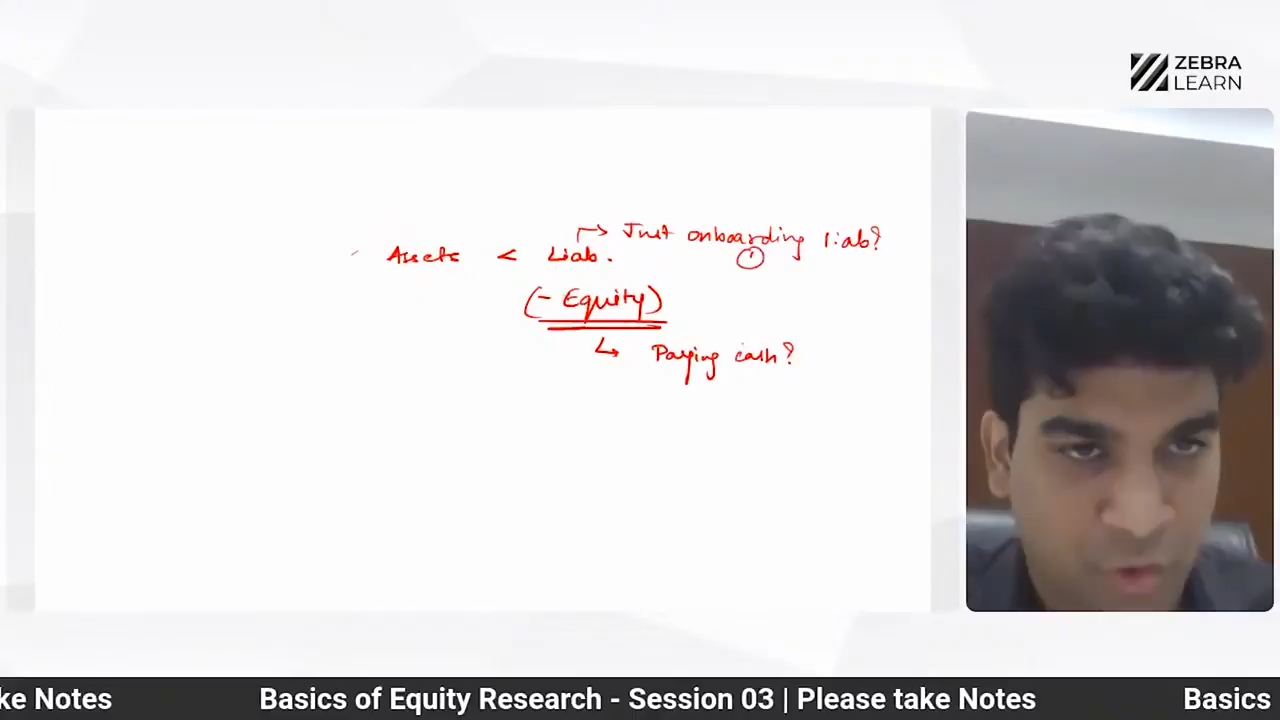 ZEBRA
LEARN
↳ Just onboarding liab?
Assets < Liab.
(- Equity)
↳ Paying cash?
ke Notes Basics of Equity Research - Session 03 | Please take Notes Basics